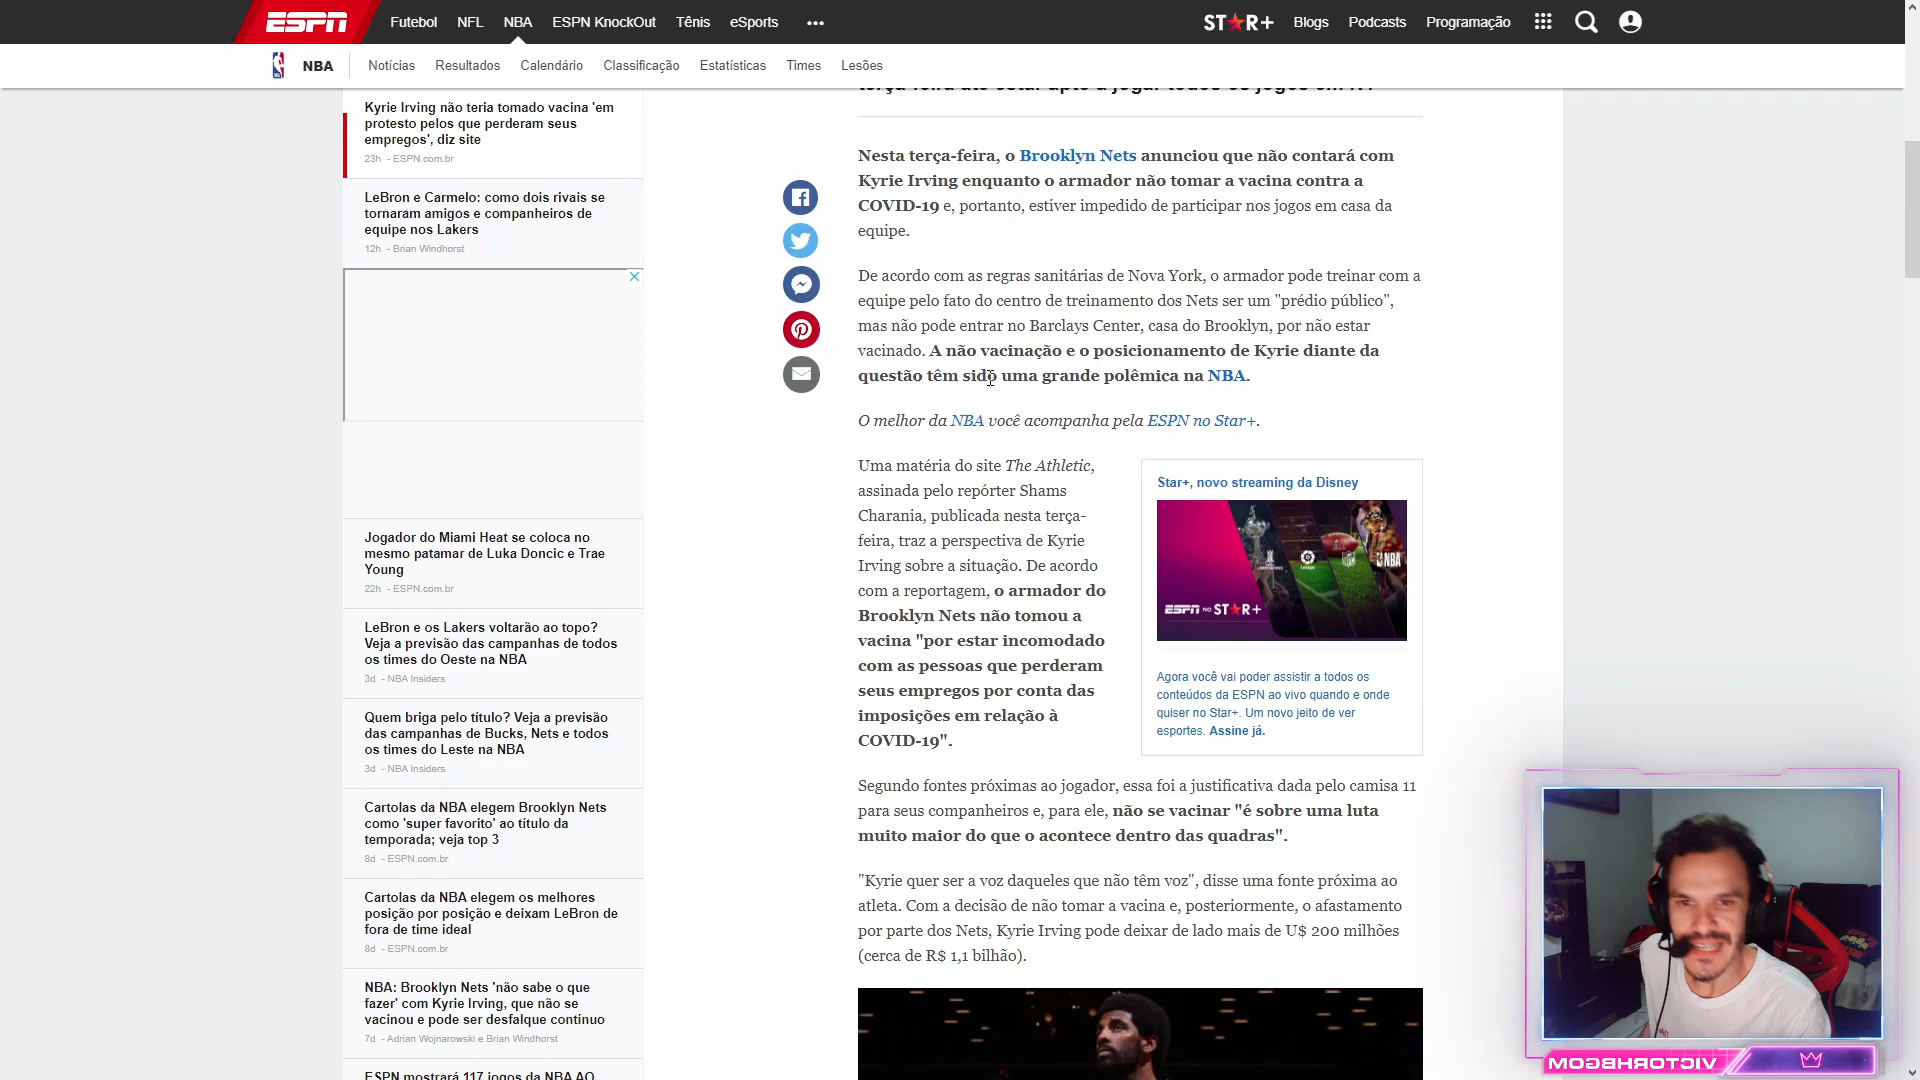 ESPN Futebol NFL NBA ESPN KnockOut Tênis eSports ••• STAR+ Blogs Podcasts Programação
NBA Notícias Resultados Calendário Classificação Estatísticas Times Lesões
Kyrie Irving não teria tomado vacina 'em
protesto pelos que perderam seus
empregos', diz site
23h - ESPN.com.br
LeBron e Carmelo: como dois rivais se
tornaram amigos e companheiros de
equipe nos Lakers
12h - Brian Windhorst
Jogador do Miami Heat se coloca no
mesmo patamar de Luka Doncic e Trae
Young
22h - ESPN.com.br
LeBron e os Lakers voltarão ao topo?
Veja a previsão das campanhas de todos
os times do Oeste na NBA
3d - NBA Insiders
Quem briga pelo título? Veja a previsão
das campanhas de Bucks, Nets e todos
os times do Leste na NBA
3d - NBA Insiders
Cartolas da NBA elegem Brooklyn Nets
como 'super favorito' ao título da
temporada; veja top 3
8d - ESPN.com.br
Cartolas da NBA elegem os melhores
posição por posição e deixam LeBron de
fora de time ideal
8d - ESPN.com.br
NBA: Brooklyn Nets 'não sabe o que
fazer' com Kyrie Irving, que não se
vacinou e pode ser desfalque contínuo
7d - Adrian Wojnarowski e Brian Windhorst
ESPN mostrará 117 jogos da NBA AO
terça-feira até estar apto a jogar todos os jogos em NY
Nesta terça-feira, o Brooklyn Nets anunciou que não contará com
Kyrie Irving enquanto o armador não tomar a vacina contra a
COVID-19 e, portanto, estiver impedido de participar nos jogos em casa da
equipe.
De acordo com as regras sanitárias de Nova York, o armador pode treinar com a
equipe pelo fato do centro de treinamento dos Nets ser um "prédio público",
mas não pode entrar no Barclays Center, casa do Brooklyn, por não estar
vacinado. A não vacinação e o posicionamento de Kyrie diante da
questão têm sido uma grande polêmica na NBA.
O melhor da NBA você acompanha pela ESPN no Star+.
Uma matéria do site The Athletic,
assinada pelo repórter Shams
Charania, publicada nesta terça-
feira, traz a perspectiva de Kyrie
Irving sobre a situação. De acordo
com a reportagem, o armador do
Brooklyn Nets não tomou a
vacina "por estar incomodado
com as pessoas que perderam
seus empregos por conta das
imposições em relação à
COVID-19".
Star+, novo streaming da Disney
LaLiga NFL NBA
ESPN NO STAR+
Agora você vai poder assistir a todos os
conteúdos da ESPN ao vivo quando e onde
quiser no Star+. Um novo jeito de ver
esportes. Assine já.
Segundo fontes próximas ao jogador, essa foi a justificativa dada pelo camisa 11
para seus companheiros e, para ele, não se vacinar "é sobre uma luta
muito maior do que o acontece dentro das quadras".
"Kyrie quer ser a voz daqueles que não têm voz", disse uma fonte próxima ao
atleta. Com a decisão de não tomar a vacina e, posteriormente, o afastamento
por parte dos Nets, Kyrie Irving pode deixar de lado mais de U$ 200 milhões
(cerca de R$ 1,1 bilhão).
VICTORHBGOM